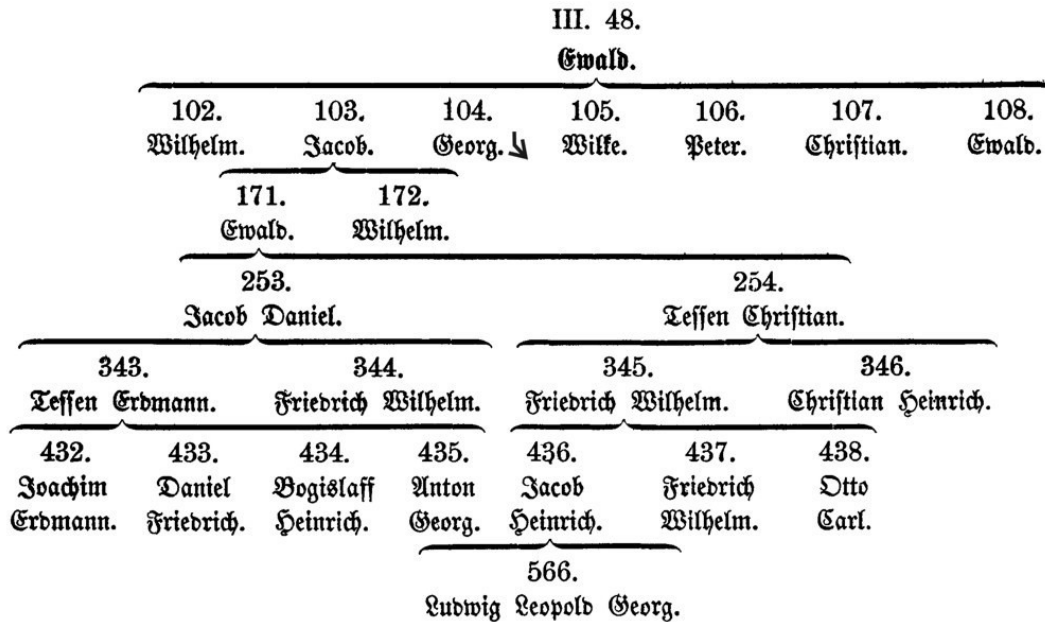 III. 48.
Ewald.
102. 103. 104. 105. 106. 107. 108.
Wilhelm. Jacob. Georg. Wilke. Peter. Christian. Ewald.
171. 172.
Ewald. Wilhelm.
253. 254.
Jacob Daniel. Tessen Christian.
343. 344. 345. 346.
Tessen Erdmann. Friedrich Wilhelm. Friedrich Wilhelm. Christian Heinrich.
432. 433. 434. 435. 436. 437. 438.
Joachim Daniel Bogislaff Anton Jacob Friedrich Otto
Erdmann. Friedrich. Heinrich. Georg. Heinrich. Wilhelm. Carl.
566.
Ludwig Leopold Georg.